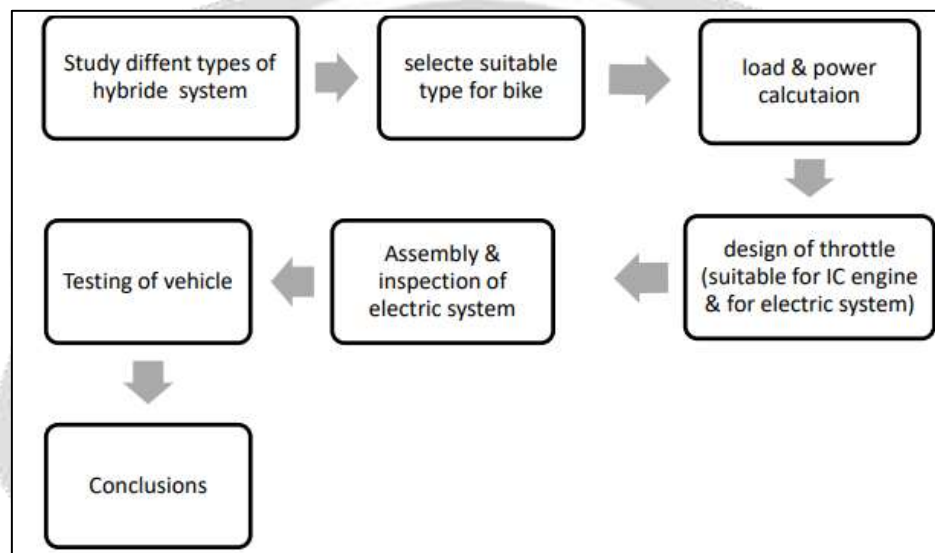 Study diffent types of
hybride  system
selecte suitable
type for bike
load & power
calcutaion
design of throttle
(suitable for IC engine
& for electric system)
Assembly &
inspection of
electric system
Testing of vehicle
Conclusions